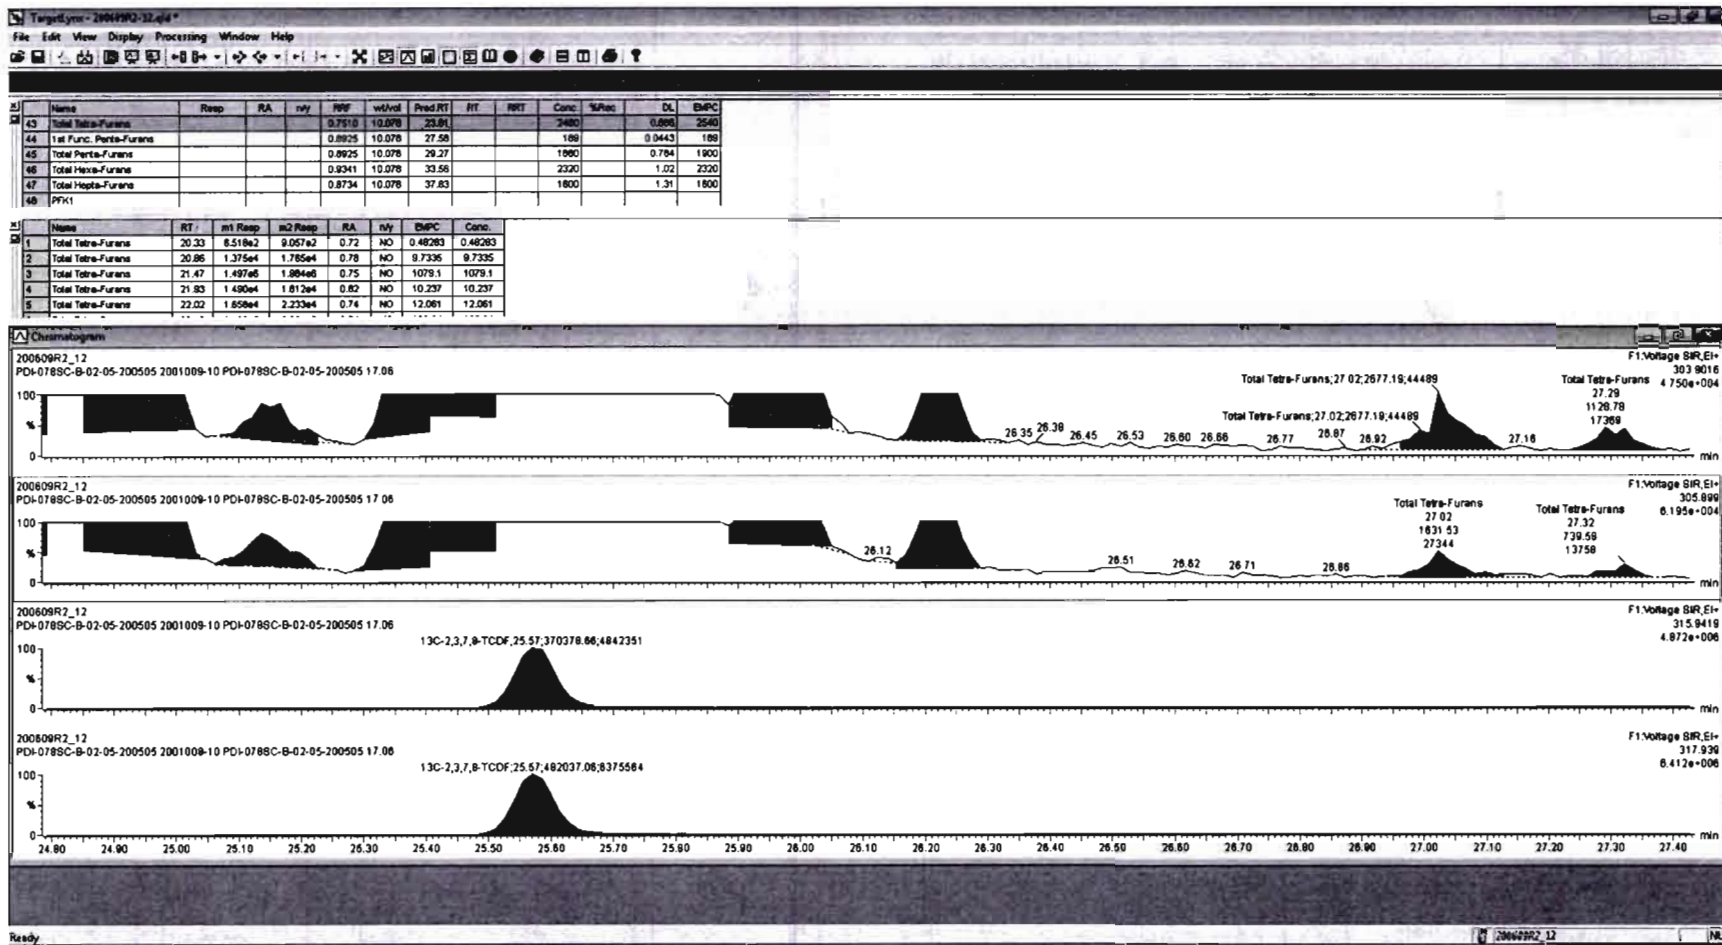 TargetLynx - 200609R2-12.qld *
File Edit View Display Processing Window Help
Name Resp RA n/y RRF wt/vol Pred.RT RT RRT Conc. %Rec DL EMPC
43 Total Tetra-Furans 0.7510 10.078 23.81 2480 0.886 2540
44 1st Func. Penta-Furans 0.8925 10.078 27.58 189 0.0443 189
45 Total Penta-Furans 0.8925 10.078 29.27 1860 0.784 1900
46 Total Hexa-Furans 0.9341 10.078 33.56 2320 1.02 2320
47 Total Hepta-Furans 0.8734 10.078 37.83 1600 1.31 1600
48 PFK1
Name RT m1 Resp m2 Resp RA n/y EMPC Conc.
1 Total Tetra-Furans 20.33 6.518e2 9.057e2 0.72 NO 0.48283 0.48283
2 Total Tetra-Furans 20.86 1.375e4 1.765e4 0.78 NO 9.7335 9.7335
3 Total Tetra-Furans 21.47 1.497e6 1.984e6 0.75 NO 1079.1 1079.1
4 Total Tetra-Furans 21.93 1.490e4 1.812e4 0.82 NO 10.237 10.237
5 Total Tetra-Furans 22.02 1.658e4 2.233e4 0.74 NO 12.061 12.061
Chromatogram
200609R2_12
PDI-078SC-B-02-05-200505 2001009-10 PDI-078SC-B-02-05-200505 17.06
F1:Voltage SIR,EI+
303.9016
4.750e+004
Total Tetra-Furans;27.02;2677.19;44489
Total Tetra-Furans
27.29
1128.78
17369
Total Tetra-Furans;27.02;2677.19;44489
100
%
0
26.35 26.38 26.45 26.53 26.60 26.66 26.77 26.87 26.92 27.16
min
200609R2_12
PDI-078SC-B-02-05-200505 2001009-10 PDI-078SC-B-02-05-200505 17.06
F1:Voltage SIR,EI+
305.899
6.195e+004
Total Tetra-Furans
27.02
1631.53
27344
Total Tetra-Furans
27.32
739.59
13758
100
%
0
26.12 26.51 26.62 26.71 26.86
min
200609R2_12
PDI-078SC-B-02-05-200505 2001009-10 PDI-078SC-B-02-05-200505 17.06
F1:Voltage SIR,EI+
315.9419
4.872e+006
13C-2,3,7,8-TCDF;25.57;370378.66;4842351
100
%
0
min
200609R2_12
PDI-078SC-B-02-05-200505 2001009-10 PDI-078SC-B-02-05-200505 17.06
F1:Voltage SIR,EI+
317.939
6.412e+006
13C-2,3,7,8-TCDF;25.57;482037.06;6375564
100
%
0
min
24.80 24.90 25.00 25.10 25.20 25.30 25.40 25.50 25.60 25.70 25.80 25.90 26.00 26.10 26.20 26.30 26.40 26.50 26.60 26.70 26.80 26.90 27.00 27.10 27.20 27.30 27.40
Ready
200609R2_12